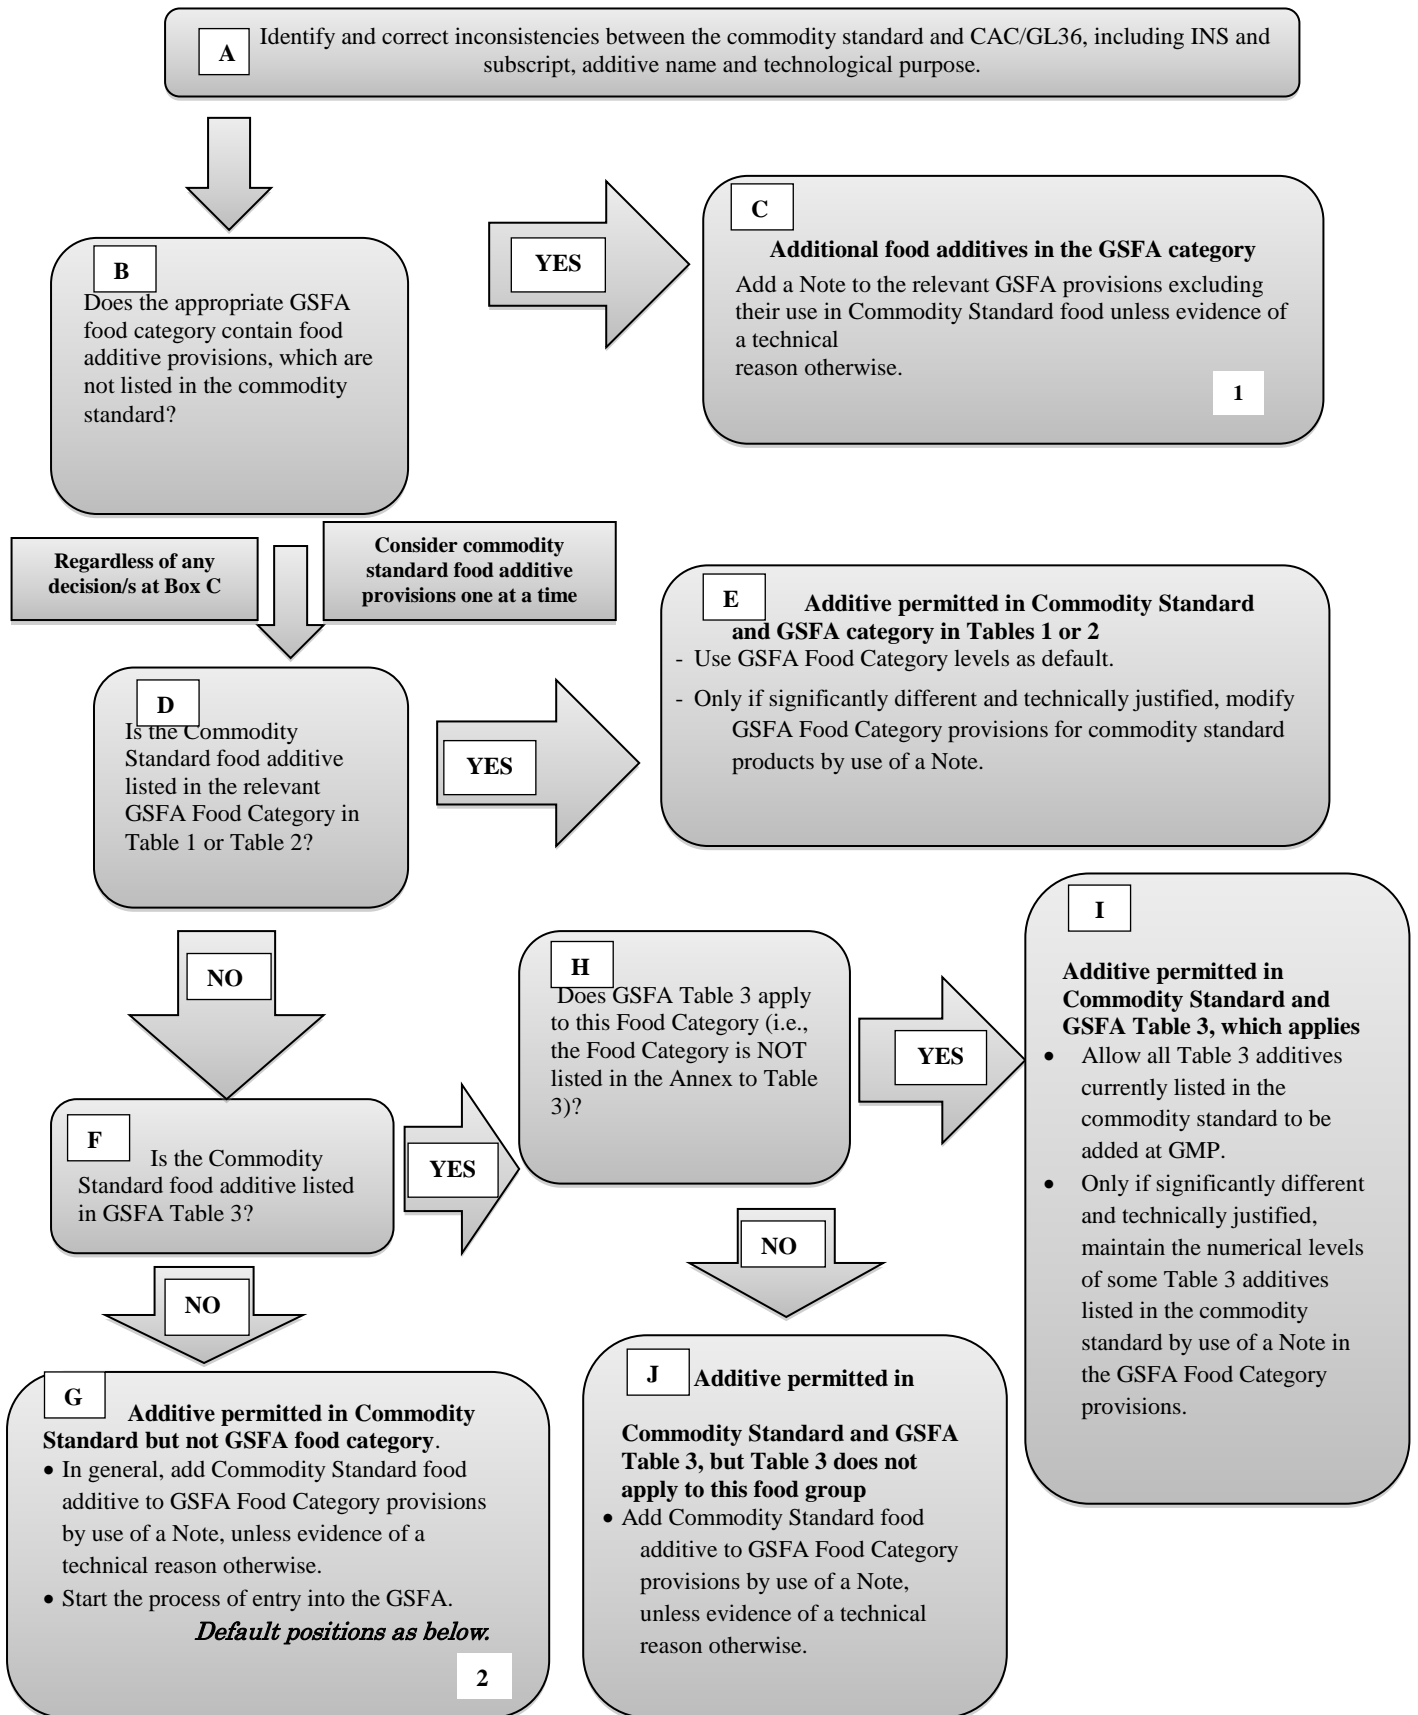 A
Identify and correct inconsistencies between the commodity standard and CAC/GL36, including INS and
subscript, additive name and technological purpose.
B
Does the appropriate GSFA
food category contain food
additive provisions, which are
not listed in the commodity
standard?
YES
C
Additional food additives in the GSFA category
Add a Note to the relevant GSFA provisions excluding
their use in Commodity Standard food unless evidence of
a technical
reason otherwise.
1
Regardless of any
decision/s at Box C
Consider commodity
standard food additive
provisions one at a time
D
Is the Commodity
Standard food additive
listed in the relevant
GSFA Food Category in
Table 1 or Table 2?
YES
E
Additive permitted in Commodity Standard
and GSFA category in Tables 1 or 2
- Use GSFA Food Category levels as default.
- Only if significantly different and technically justified, modify
GSFA Food Category provisions for commodity standard
products by use of a Note.
NO
F
Is the Commodity
Standard food additive listed
in GSFA Table 3?
YES
H
Does GSFA Table 3 apply
to this Food Category (i.e.,
the Food Category is NOT
listed in the Annex to Table
3)?
YES
I
Additive permitted in
Commodity Standard and
GSFA Table 3, which applies
• Allow all Table 3 additives
currently listed in the
commodity standard to be
added at GMP.
• Only if significantly different
and technically justified,
maintain the numerical levels
of some Table 3 additives
listed in the commodity
standard by use of a Note in
the GSFA Food Category
provisions.
NO
NO
G
Additive permitted in Commodity
Standard but not GSFA food category.
• In general, add Commodity Standard food
additive to GSFA Food Category provisions
by use of a Note, unless evidence of a
technical reason otherwise.
• Start the process of entry into the GSFA.
Default positions as below.
2
J
Additive permitted in
Commodity Standard and GSFA
Table 3, but Table 3 does not
apply to this food group
• Add Commodity Standard food
additive to GSFA Food Category
provisions by use of a Note,
unless evidence of a technical
reason otherwise.